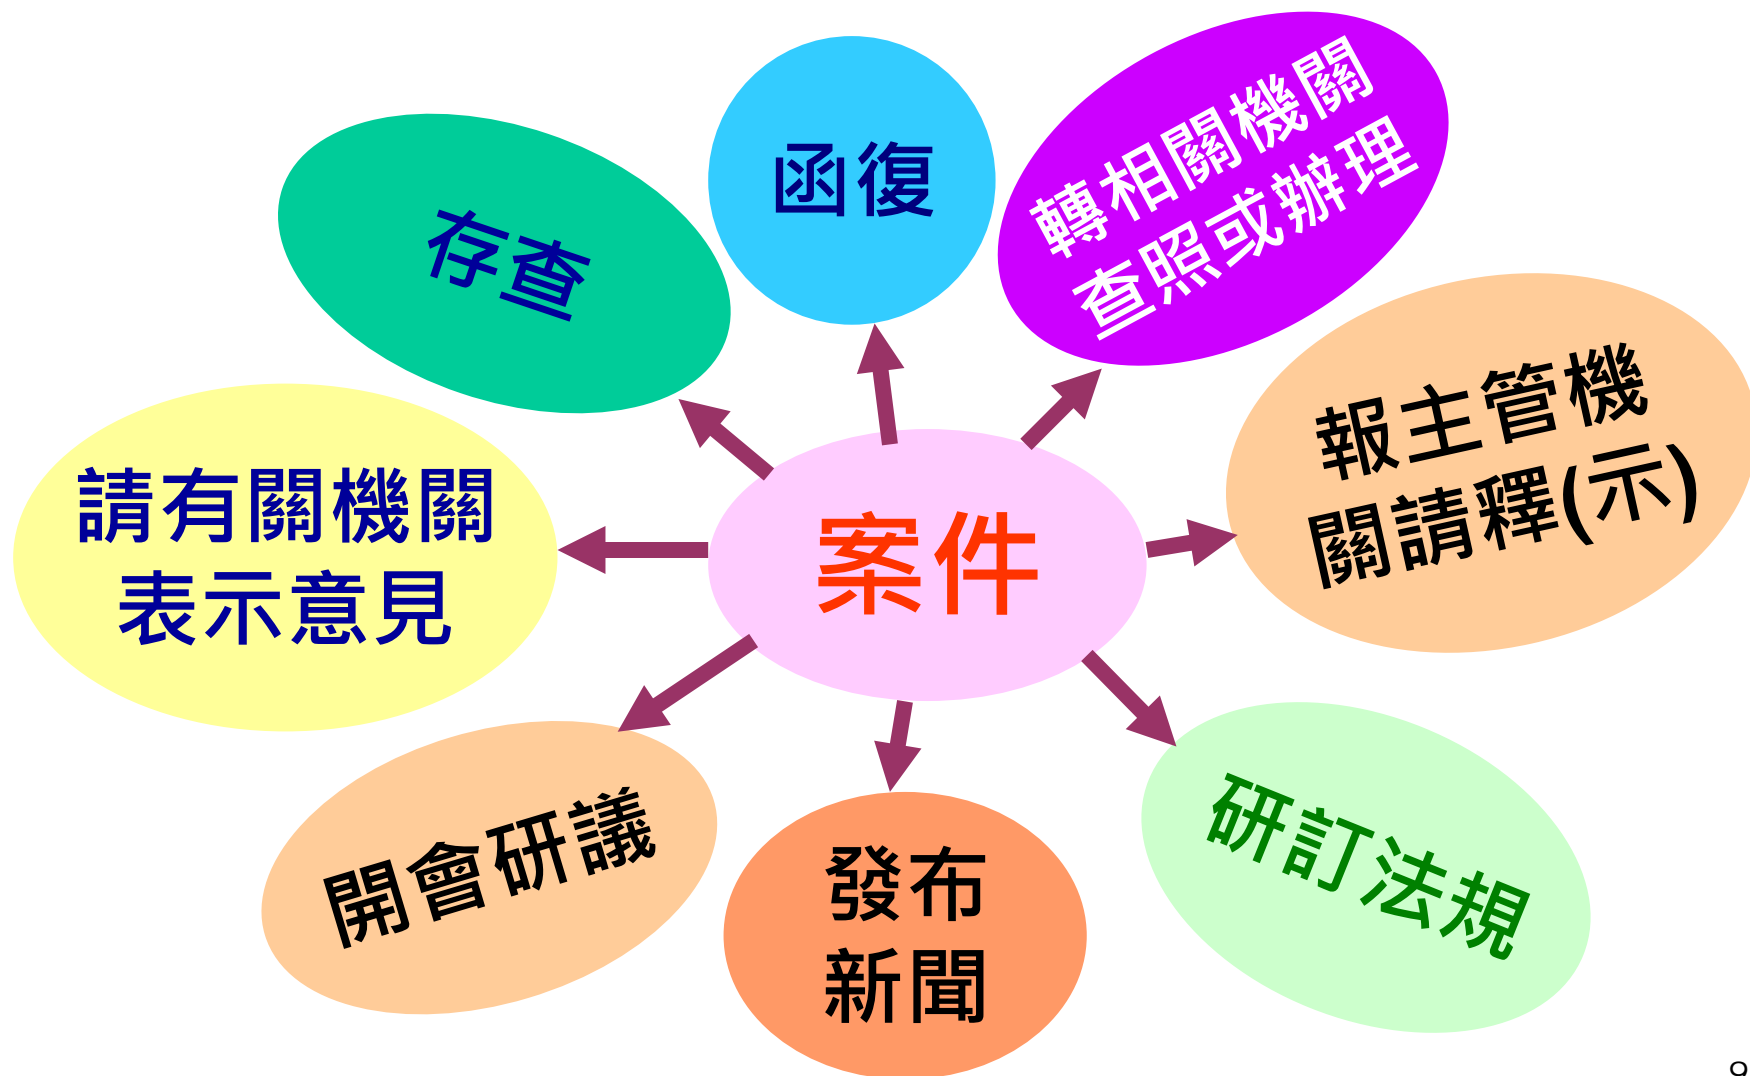 函復
轉相關機關
查照或辦理
存查
報主管機
關請釋(示)
請有關機關
表示意見
案件
開會研議
發布
新聞
研訂法規
9